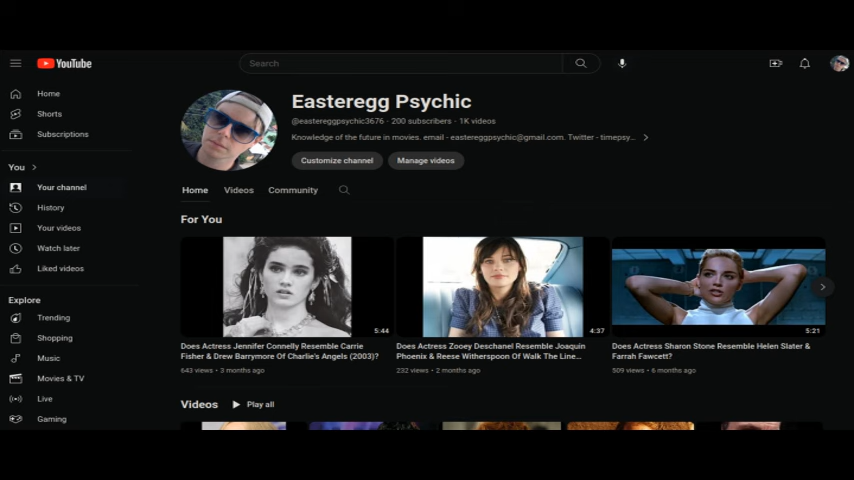 YouTube
Search
Home
Shorts
Subscriptions
You
Your channel
History
Your videos
Watch later
Liked videos
Explore
Trending
Shopping
Music
Movies & TV
Live
Gaming
Easteregg Psychic
@eastereggpsychic3676 · 200 subscribers · 1K videos
Knowledge of the future in movies. email - eastereggpsychic@gmail.com. Twitter - timepsy...
Customize channel Manage videos
Home Videos Community
For You
5:44
Does Actress Jennifer Connelly Resemble Carrie
Fisher & Drew Barrymore Of Charlie's Angels (2003)?
643 views · 3 months ago
4:37
Does Actress Zooey Deschanel Resemble Joaquin
Phoenix & Reese Witherspoon Of Walk The Line...
232 views · 2 months ago
5:21
Does Actress Sharon Stone Resemble Helen Slater &
Farrah Fawcett?
509 views · 6 months ago
Videos Play all